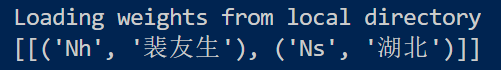 Loading weights from local directory
[[('Nh', '裴友生'), ('Ns', '湖北')]]